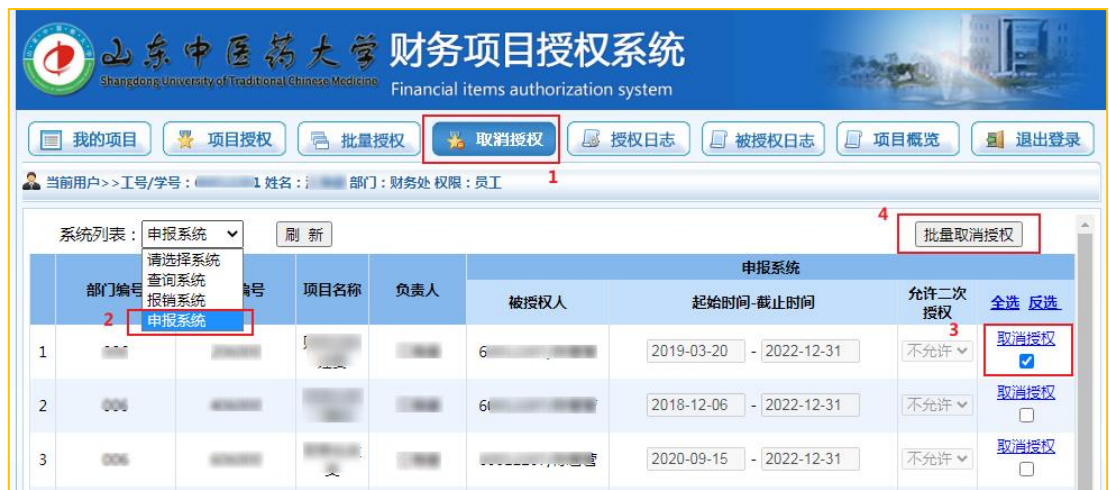 山东中医药大学 财务项目授权系统
Shangdong University of Traditional Chinese Medicine Financial items authorization system
我的项目 项目授权 批量授权 取消授权 授权日志 被授权日志 项目概览 退出登录
当前用户>>工号/学号: 1 姓名: 部门:财务处 权限:员工 1
4
系统列表: 申报系统 刷 新 批量取消授权
请选择系统
查询系统
报销系统
2 申报系统
申报系统
部门编号 编号 项目名称 负责人 被授权人 起始时间-截止时间 允许二次授权 全选 反选
3
1 6 2019-03-20 - 2022-12-31 不允许 取消授权
2 006 2018-12-06 - 2022-12-31 不允许 取消授权
3 006 2020-09-15 - 2022-12-31 不允许 取消授权